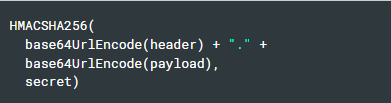 HMACSHA256(
base64UrlEncode(header) + "." +
base64UrlEncode(payload),
secret)